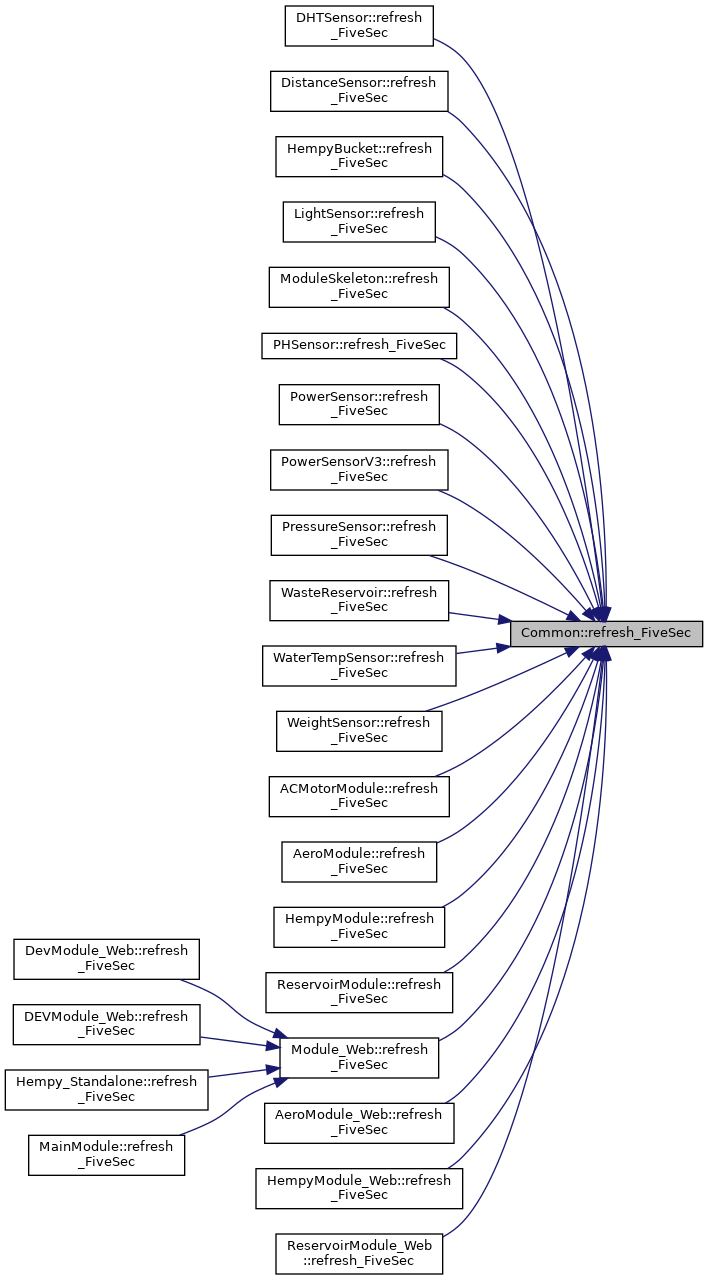 DHTSensor::refresh
_FiveSec
DistanceSensor::refresh
_FiveSec
HempyBucket::refresh
_FiveSec
LightSensor::refresh
_FiveSec
ModuleSkeleton::refresh
_FiveSec
PHSensor::refresh_FiveSec
PowerSensor::refresh
_FiveSec
PowerSensorV3::refresh
_FiveSec
PressureSensor::refresh
_FiveSec
WasteReservoir::refresh
_FiveSec
Common::refresh_FiveSec
WaterTempSensor::refresh
_FiveSec
WeightSensor::refresh
_FiveSec
ACMotorModule::refresh
_FiveSec
AeroModule::refresh
_FiveSec
HempyModule::refresh
_FiveSec
ReservoirModule::refresh
_FiveSec
DevModule_Web::refresh
_FiveSec
DEVModule_Web::refresh
_FiveSec
Module_Web::refresh
_FiveSec
Hempy_Standalone::refresh
_FiveSec
MainModule::refresh
_FiveSec
AeroModule_Web::refresh
_FiveSec
HempyModule_Web::refresh
_FiveSec
ReservoirModule_Web
::refresh_FiveSec